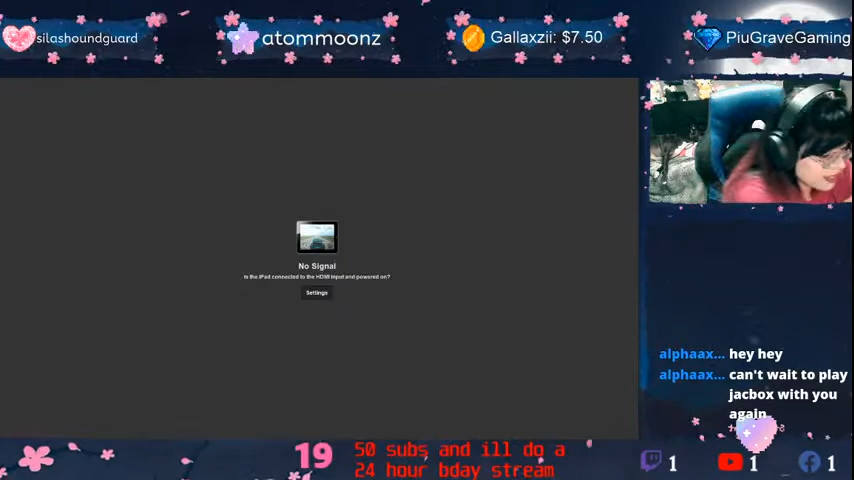 silashoundguard
atommoonz
Gallaxzii: $7.50
PiuGraveGaming
No Signal
Is the iPad connected to the HDMI input and powered on?
Settings
alphaax... hey hey
alphaax... can't wait to play
jacbox with you
again
19
50 subs and ill do a
24 hour bday stream
1
1
1